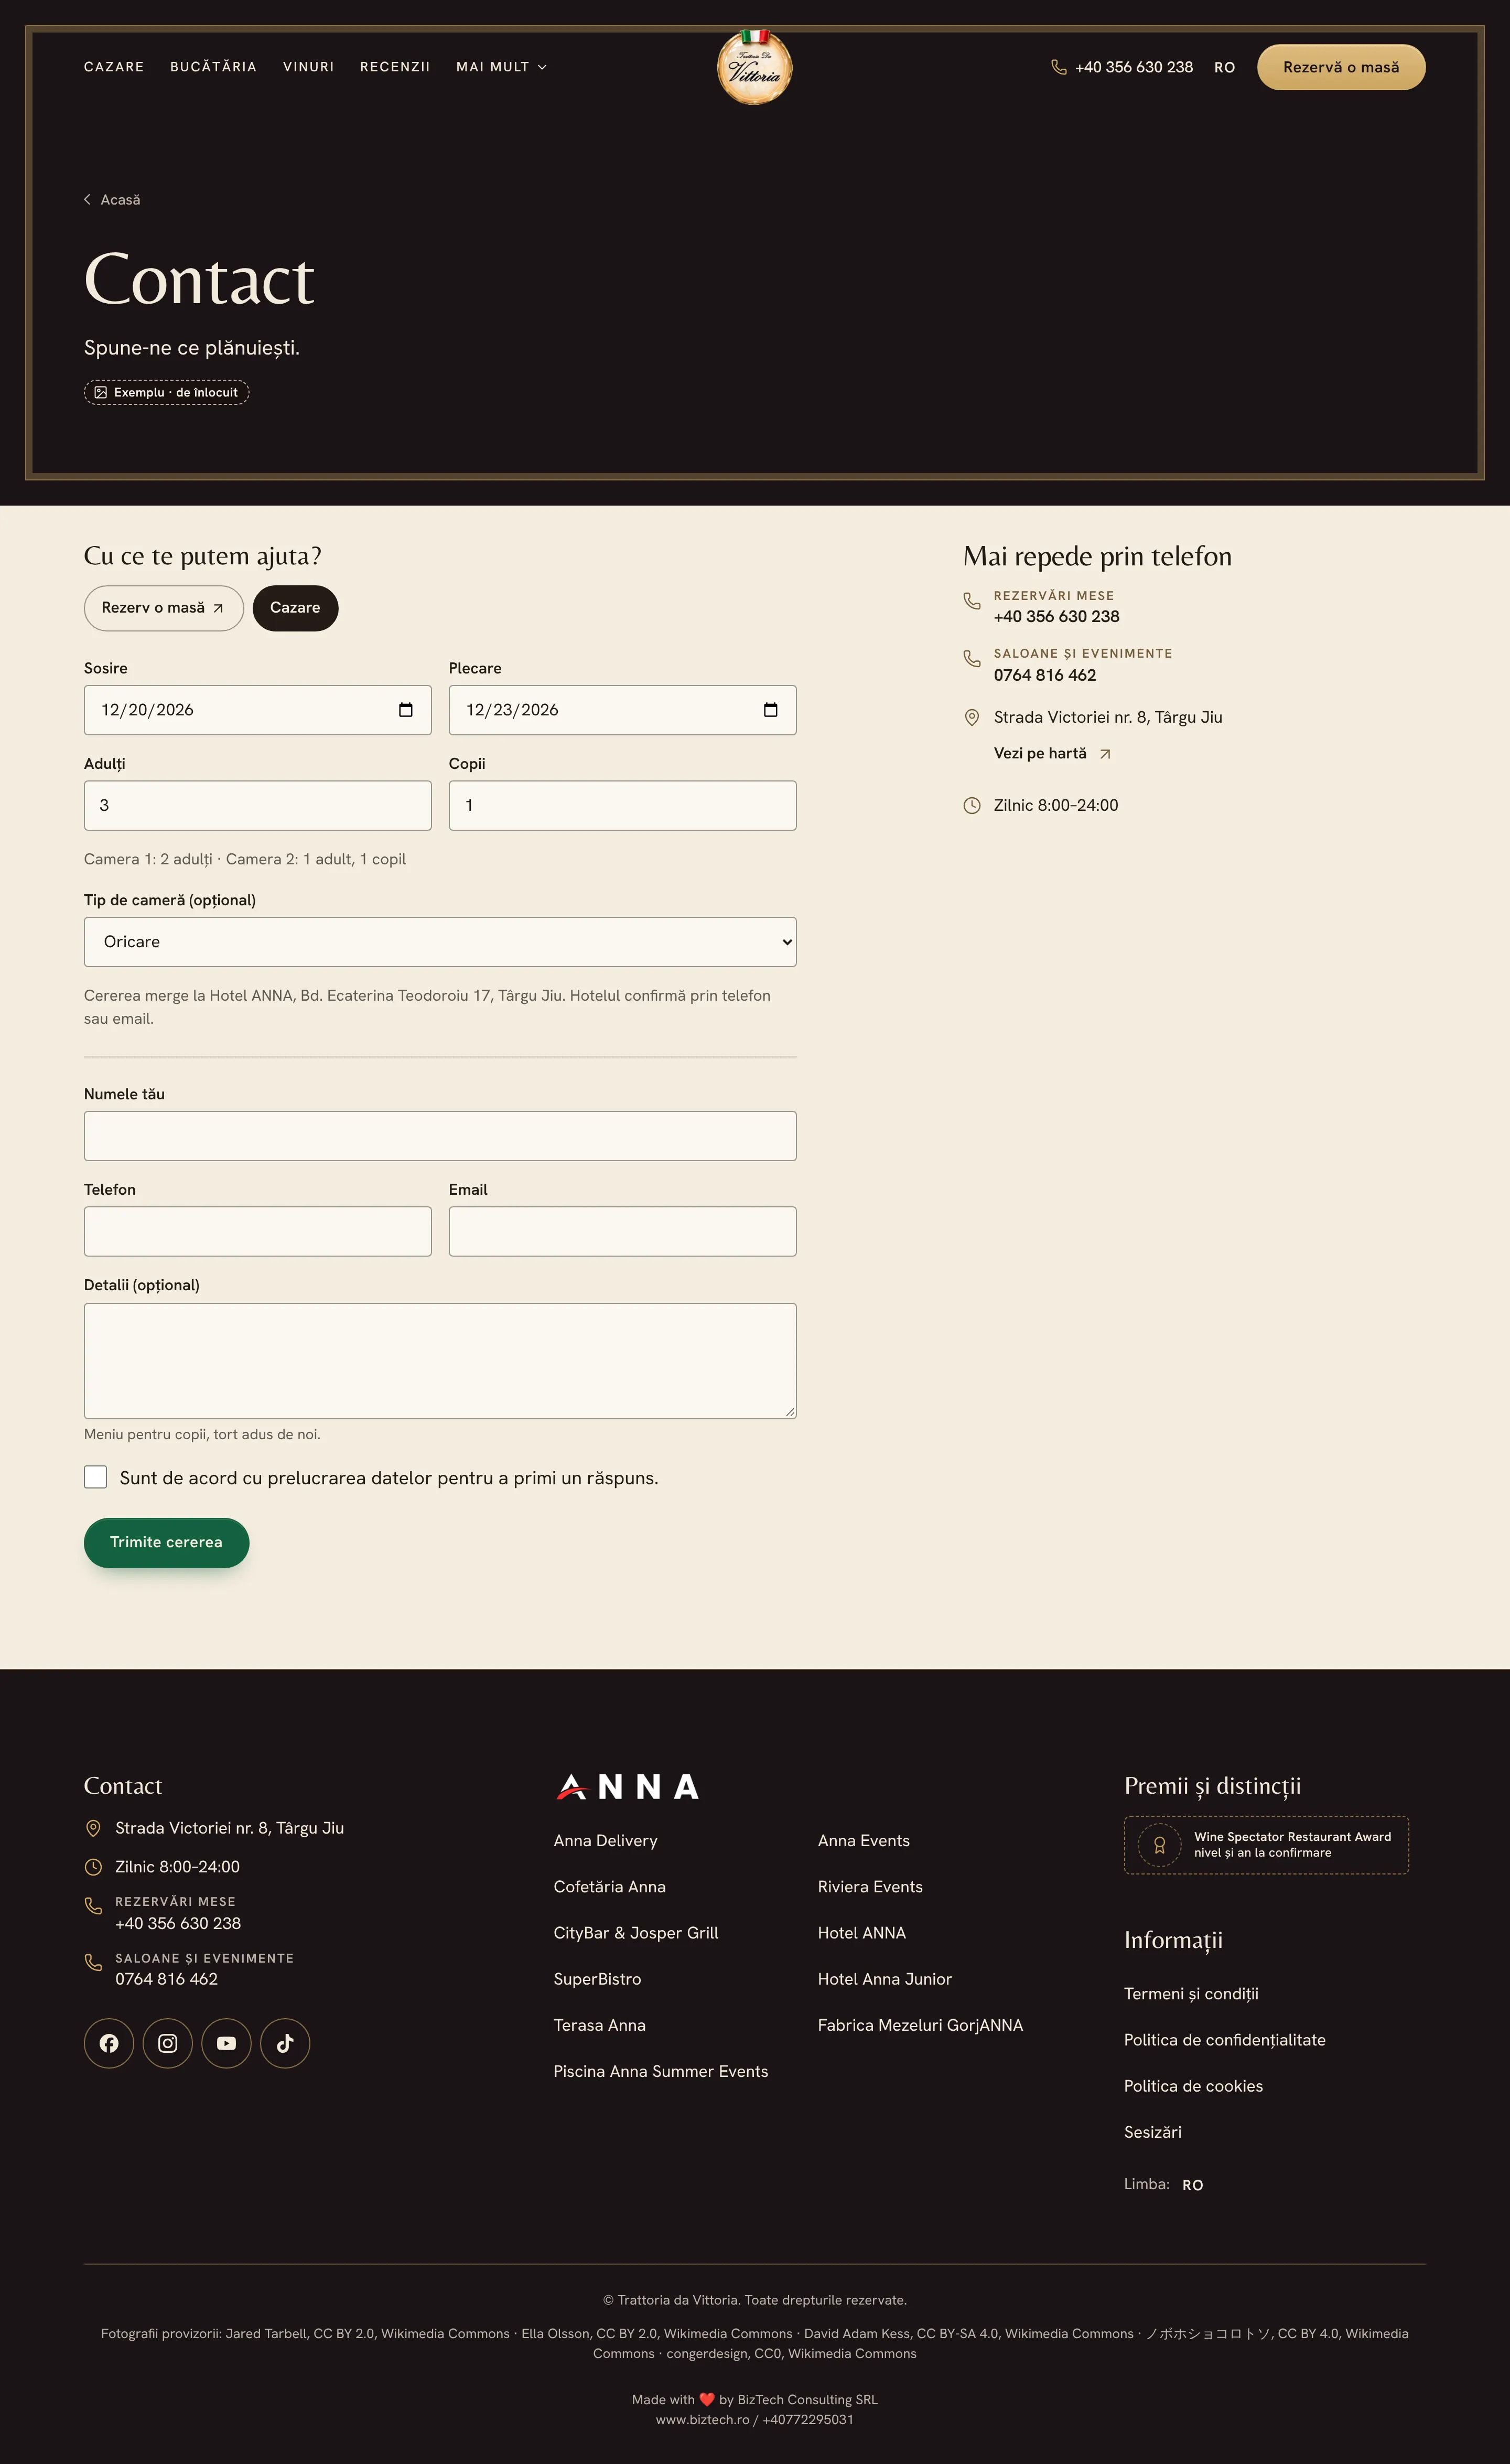 CAZARE
BUCĂTĂRIA
VINURI
RECENZII
MAI MULT
Trattoria Da
Vittoria
+40 356 630 238
RO
Rezervă o masă
Acasă
Contact
Spune-ne ce plănuiești.
Exemplu · de înlocuit
Cu ce te putem ajuta?
Rezerv o masă
Cazare
Sosire
Plecare
12/20/2026
12/23/2026
Adulți
Copii
3
1
Camera 1: 2 adulți · Camera 2: 1 adult, 1 copil
Tip de cameră (opțional)
Oricare
Cererea merge la Hotel ANNA, Bd. Ecaterina Teodoroiu 17, Târgu Jiu. Hotelul confirmă prin telefon
sau email.
Numele tău
Telefon
Email
Detalii (opțional)
Meniu pentru copii, tort adus de noi.
Sunt de acord cu prelucrarea datelor pentru a primi un răspuns.
Trimite cererea
Mai repede prin telefon
REZERVĂRI MESE
+40 356 630 238
SALOANE ȘI EVENIMENTE
0764 816 462
Strada Victoriei nr. 8, Târgu Jiu
Vezi pe hartă
Zilnic 8:00–24:00
Contact
Strada Victoriei nr. 8, Târgu Jiu
Zilnic 8:00–24:00
REZERVĂRI MESE
+40 356 630 238
SALOANE ȘI EVENIMENTE
0764 816 462
ANNA
Anna Delivery
Cofetăria Anna
CityBar & Josper Grill
SuperBistro
Terasa Anna
Piscina Anna Summer Events
Anna Events
Riviera Events
Hotel ANNA
Hotel Anna Junior
Fabrica Mezeluri GorjANNA
Premii și distincții
Wine Spectator Restaurant Award
nivel și an la confirmare
Informații
Termeni și condiții
Politica de confidențialitate
Politica de cookies
Sesizări
Limba: RO
© Trattoria da Vittoria. Toate drepturile rezervate.
Fotografii provizorii: Jared Tarbell, CC BY 2.0, Wikimedia Commons · Ella Olsson, CC BY 2.0, Wikimedia Commons · David Adam Kess, CC BY-SA 4.0, Wikimedia Commons · ノボホショコロトソ, CC BY 4.0, Wikimedia
Commons · congerdesign, CC0, Wikimedia Commons
Made with ❤️ by BizTech Consulting SRL
www.biztech.ro / +40772295031